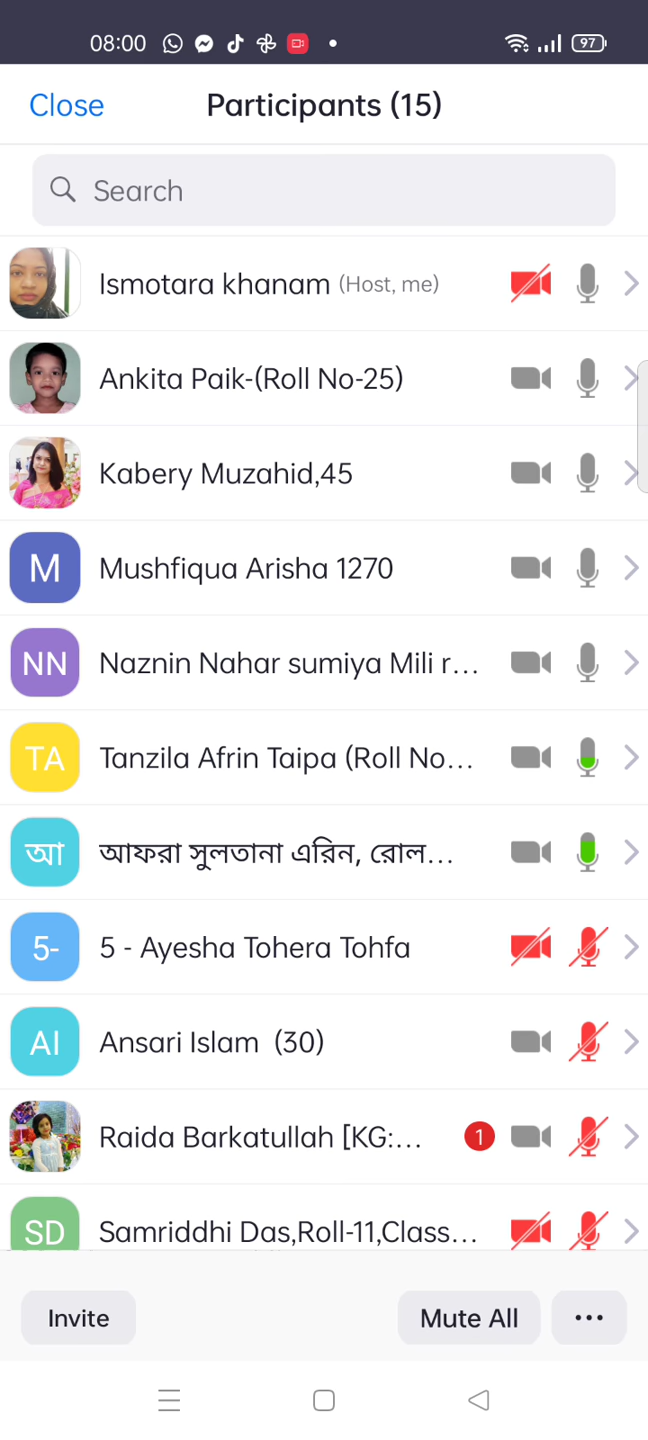 08:00
97
Close
Participants (15)
Search
Ismotara khanam (Host, me)
Ankita Paik-(Roll No-25)
Kabery Muzahid,45
M
Mushfiqua Arisha 1270
NN
Naznin Nahar sumiya Mili r...
TA
Tanzila Afrin Taipa (Roll No...
আ
আফরা সুলতানা এরিন, রোল...
5-
5 - Ayesha Tohera Tohfa
AI
Ansari Islam (30)
Raida Barkatullah [KG:...
1
SD
Samriddhi Das,Roll-11,Class...
Invite
Mute All